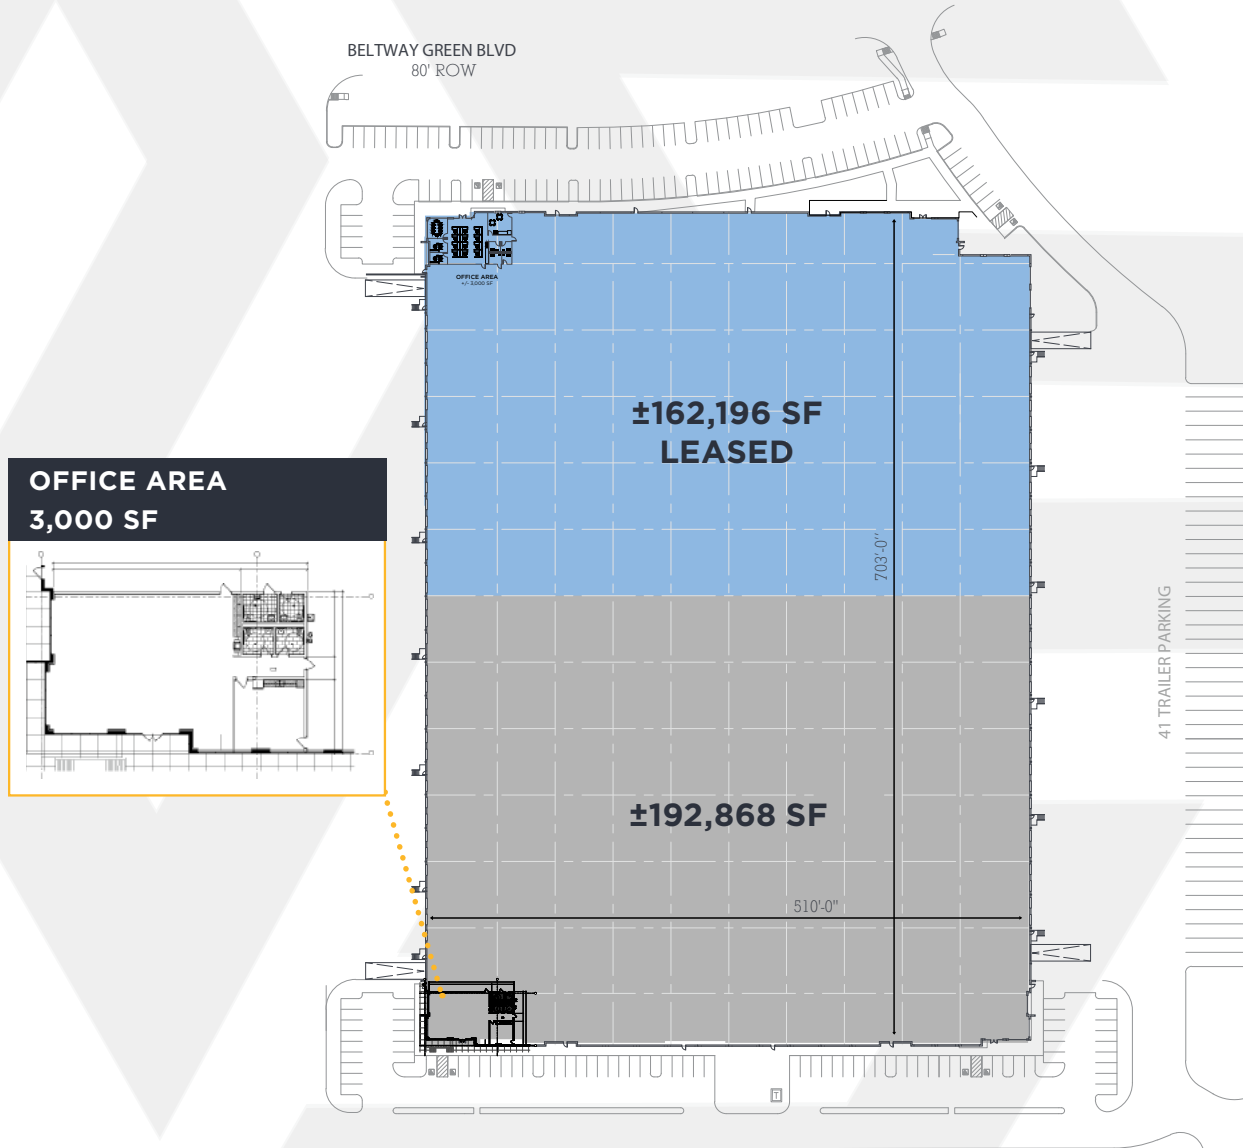 BELTWAY GREEN BLVD
80' ROW
OFFICE AREA
+/- 3,000 SF
±162,196 SF
LEASED
OFFICE AREA
3,000 SF
703'-0"
41 TRAILER PARKING
±192,868 SF
510'-0"
T